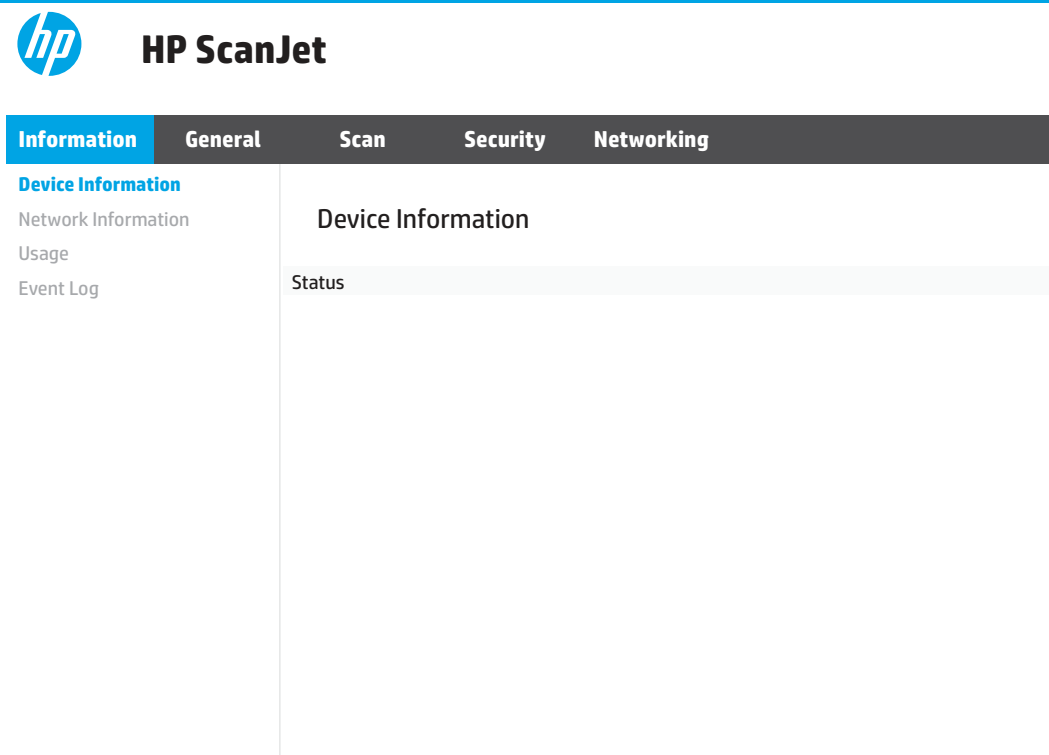 hp
HP ScanJet
Information General Scan Security Networking
Device Information
Network Information
Usage
Event Log
Device Information
Status